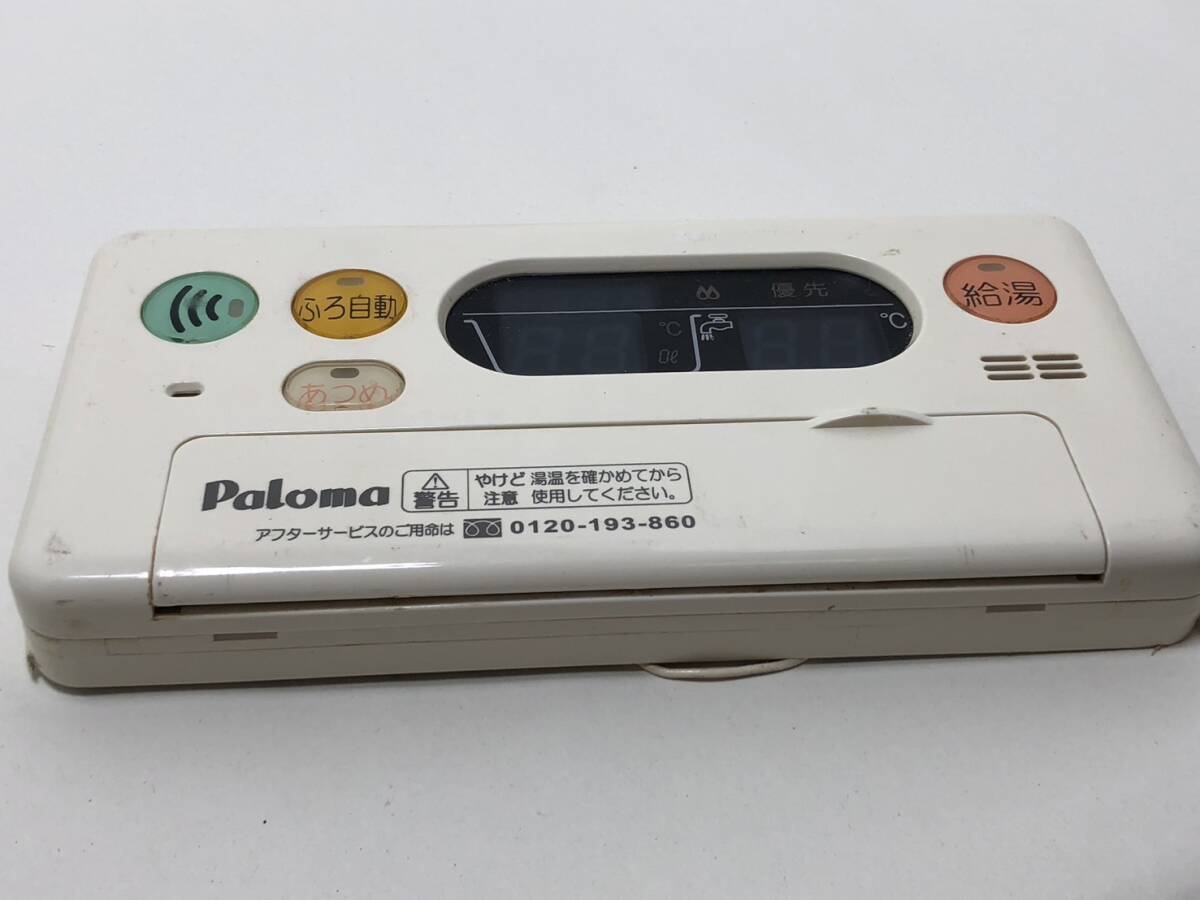 ふろ自動
優先
給湯
℃
0ℓ
℃
あつめ
Paloma
警告
やけど 湯温を確かめてから
注意 使用してください。
アフターサービスのご用命は 0120-193-860